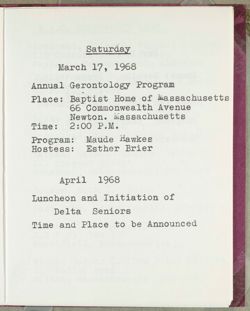 Saturday
March 17, 1968
Annual Gerontology Program
Place: Baptist Home of Massachusetts
66 Commonwealth Avenue
Newton. Massachusetts
Time: 2:00 P.M.
Program: Maude Hawkes
Hostess: Esther Brier
April 1968
Luncheon and Initiation of
Delta Seniors
Time and Place to be Announced